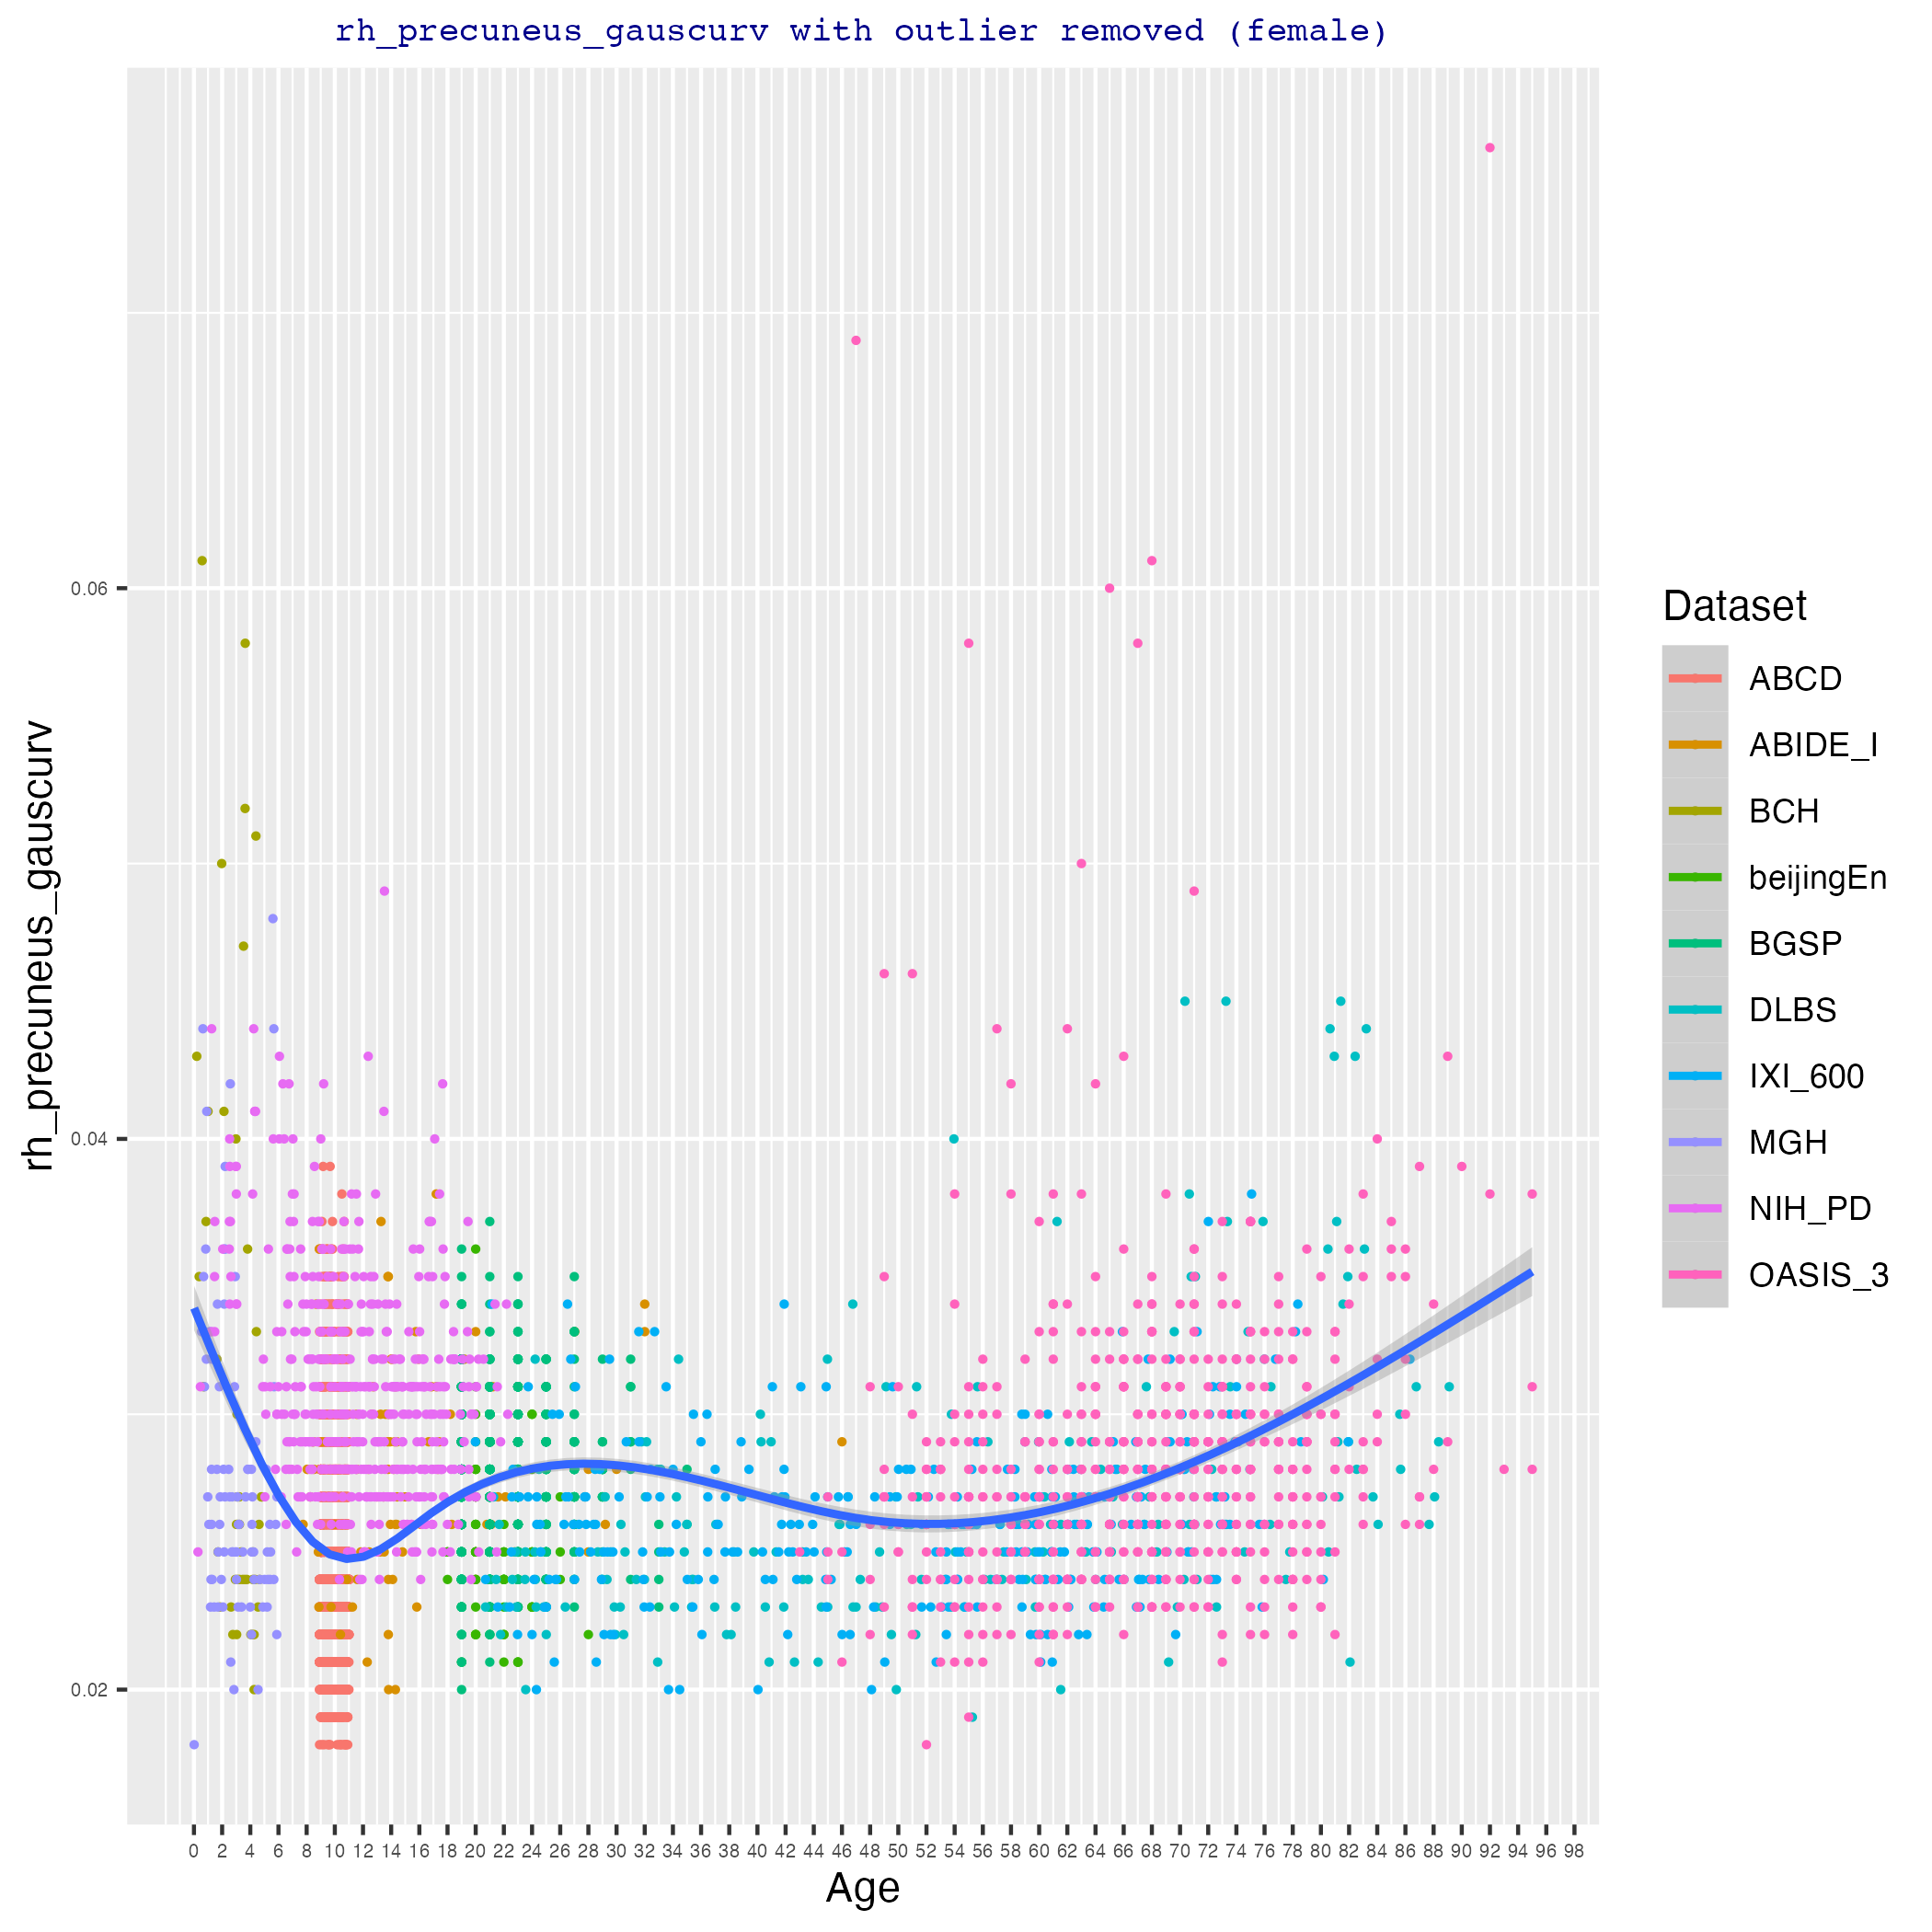 rh_precuneus_gauscurv with outlier removed (female)
rh_precuneus_gauscurv
0.06
0.04
0.02
0 2 4 6 8 10 12 14 16 18 20 22 24 26 28 30 32 34 36 38 40 42 44 46 48 50 52 54 56 58 60 62 64 66 68 70 72 74 76 78 80 82 84 86 88 90 92 94 96 98
Age
Dataset
ABCD
ABIDE_I
BCH
beijingEn
BGSP
DLBS
IXI_600
MGH
NIH_PD
OASIS_3